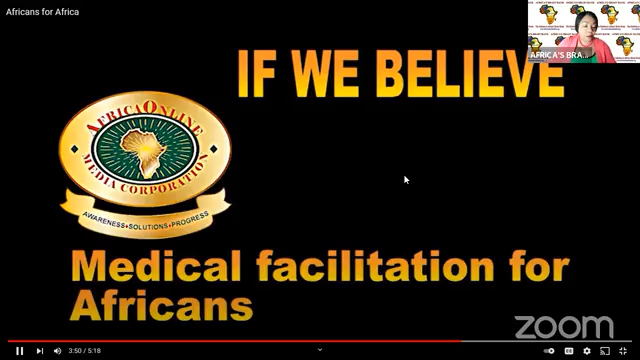 Africans for Africa
AFRICA'S BRA...
IF WE BELIEVE
AFRICAONLINE
MEDIA CORPORATION
AWARENESS•SOLUTIONS•PROGRESS
Medical facilitation for
Africans
zoom
3:50 / 5:18